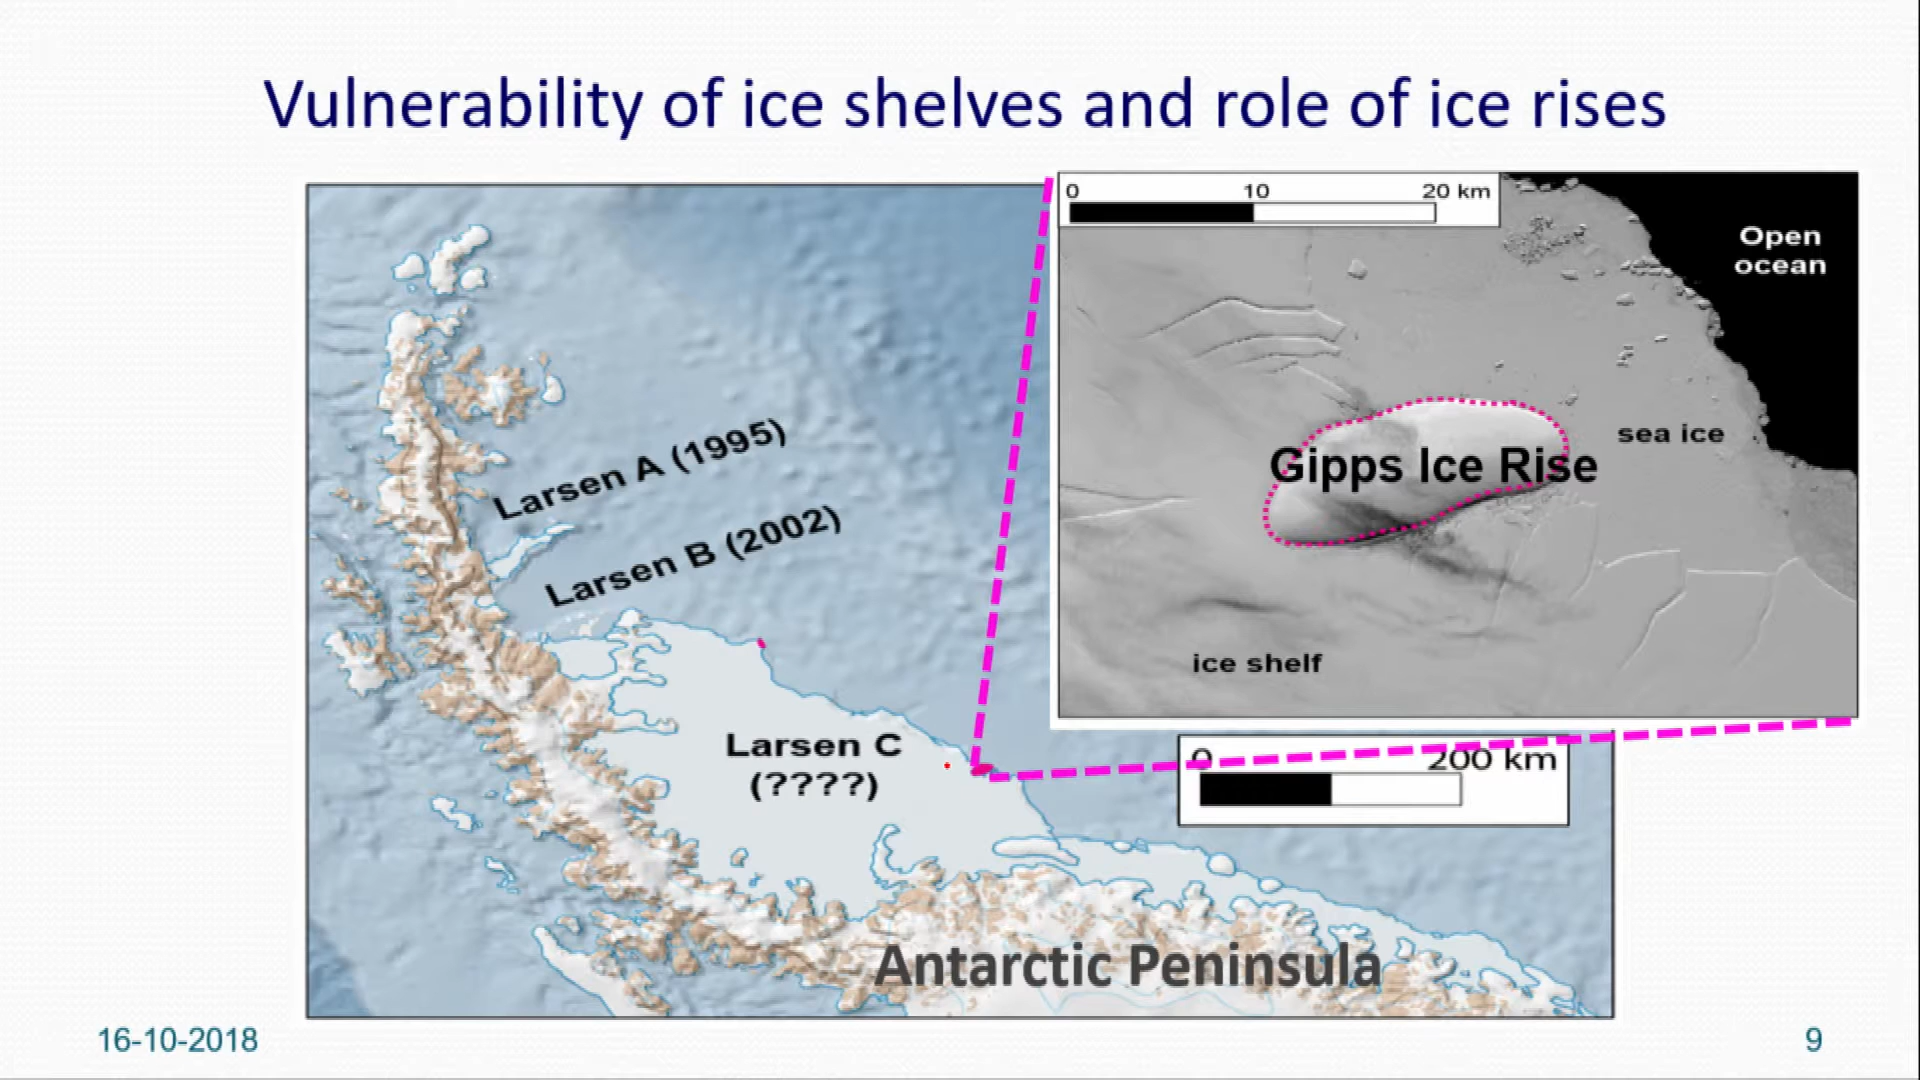 Vulnerability of ice shelves and role of ice rises
0 10 20 km
Open
ocean
Larsen A (1995)
sea ice
Gipps Ice Rise
Larsen B (2002)
ice shelf
Larsen C
(????)
0 200 km
Antarctic Peninsula
16-10-2018
9